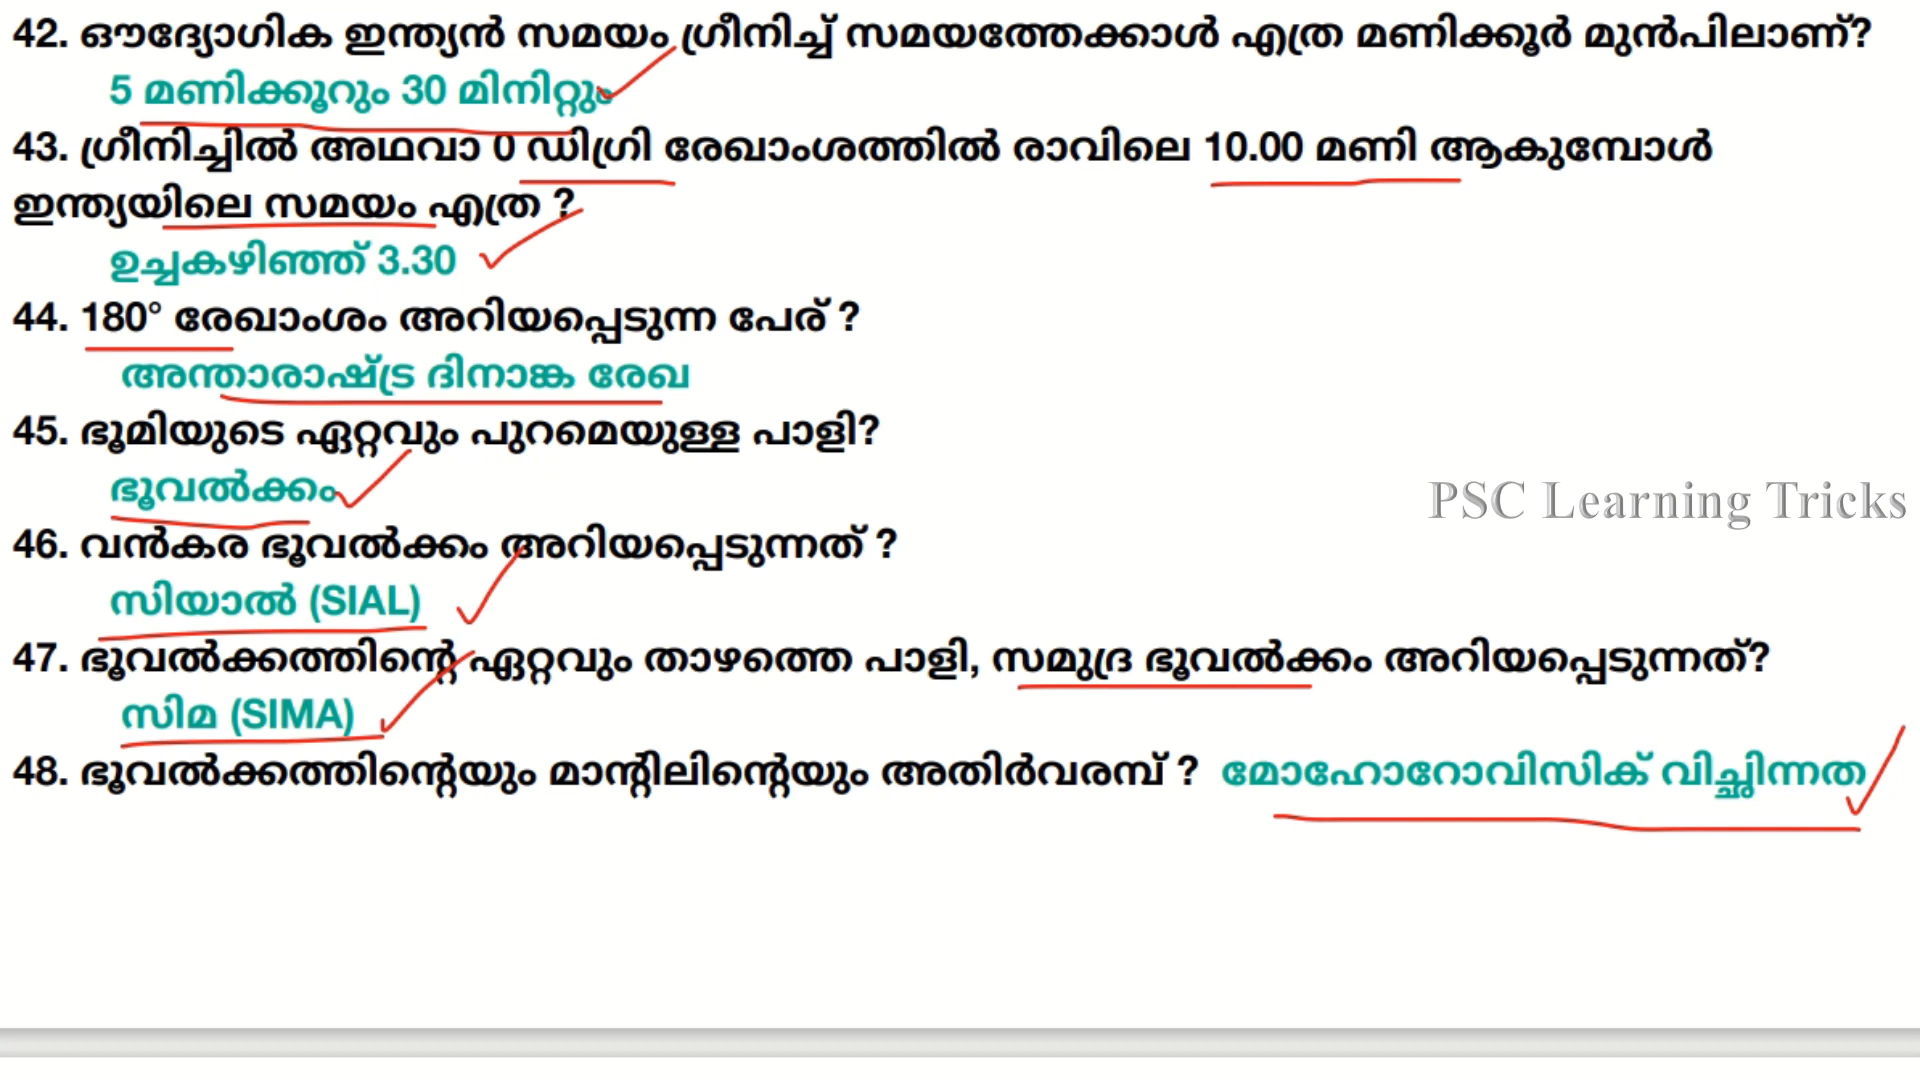 42. ഔദ്യോഗിക ഇന്ത്യൻ സമയം ഗ്രീനിച്ച് സമയത്തേക്കാൾ എത്ര മണിക്കൂർ മുൻപിലാണ്?
5 മണിക്കൂറും 30 മിനിറ്റും
43. ഗ്രീനിച്ചിൽ അഥവാ 0 ഡിഗ്രി രേഖാംശത്തിൽ രാവിലെ 10.00 മണി ആകുമ്പോൾ
ഇന്ത്യയിലെ സമയം എത്ര ?
ഉച്ചകഴിഞ്ഞ് 3.30
44. 180° രേഖാംശം അറിയപ്പെടുന്ന പേര് ?
അന്താരാഷ്ട്ര ദിനാങ്ക രേഖ
45. ഭൂമിയുടെ ഏറ്റവും പുറമെയുള്ള പാളി?
ഭൂവൽക്കം
PSC Learning Tricks
46. വൻകര ഭൂവൽക്കം അറിയപ്പെടുന്നത് ?
സിയാൽ (SIAL)
47. ഭൂവൽക്കത്തിന്റെ ഏറ്റവും താഴത്തെ പാളി, സമുദ്ര ഭൂവൽക്കം അറിയപ്പെടുന്നത്?
സിമ (SIMA)
48. ഭൂവൽക്കത്തിന്റെയും മാന്റിലിന്റെയും അതിർവരമ്പ് ? മോഹോറോവിസിക് വിച്ഛിന്നത